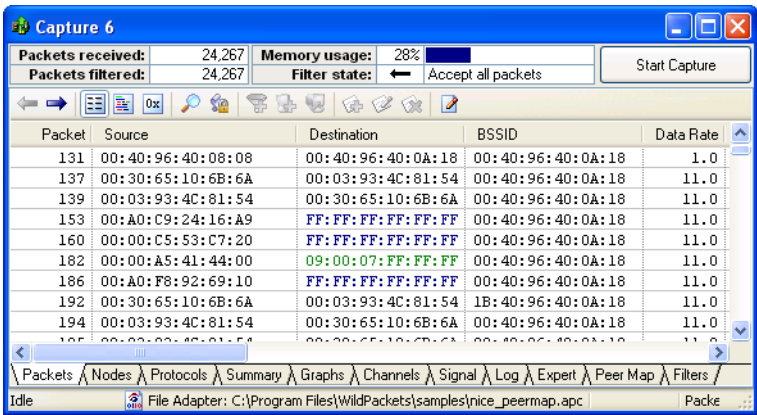 Capture 6
Packets received: 24,267 Memory usage: 28%
Start Capture
Packets filtered: 24,267 Filter state: Accept all packets
0x
Packet Source Destination BSSID Data Rate
131 00:40:96:40:08:08 00:40:96:40:0A:18 00:40:96:40:0A:18 1.0
137 00:30:65:10:6B:6A 00:03:93:4C:81:54 00:40:96:40:0A:18 11.0
139 00:03:93:4C:81:54 00:30:65:10:6B:6A 00:40:96:40:0A:18 11.0
153 00:A0:C9:24:16:A9 FF:FF:FF:FF:FF:FF 00:40:96:40:0A:18 11.0
160 00:00:C5:53:C7:20 FF:FF:FF:FF:FF:FF 00:40:96:40:0A:18 11.0
182 00:00:A5:41:44:00 09:00:07:FF:FF:FF 00:40:96:40:0A:18 11.0
186 00:A0:F8:92:69:10 FF:FF:FF:FF:FF:FF 00:40:96:40:0A:18 11.0
192 00:30:65:10:6B:6A 00:03:93:4C:81:54 1B:40:96:40:0A:18 11.0
194 00:03:93:4C:81:54 00:30:65:10:6B:6A 00:40:96:40:0A:18 11.0
Packets Nodes Protocols Summary Graphs Channels Signal Log Expert Peer Map Filters
Idle File Adapter: C:\Program Files\WildPackets\samples\nice_peermap.apc Packe